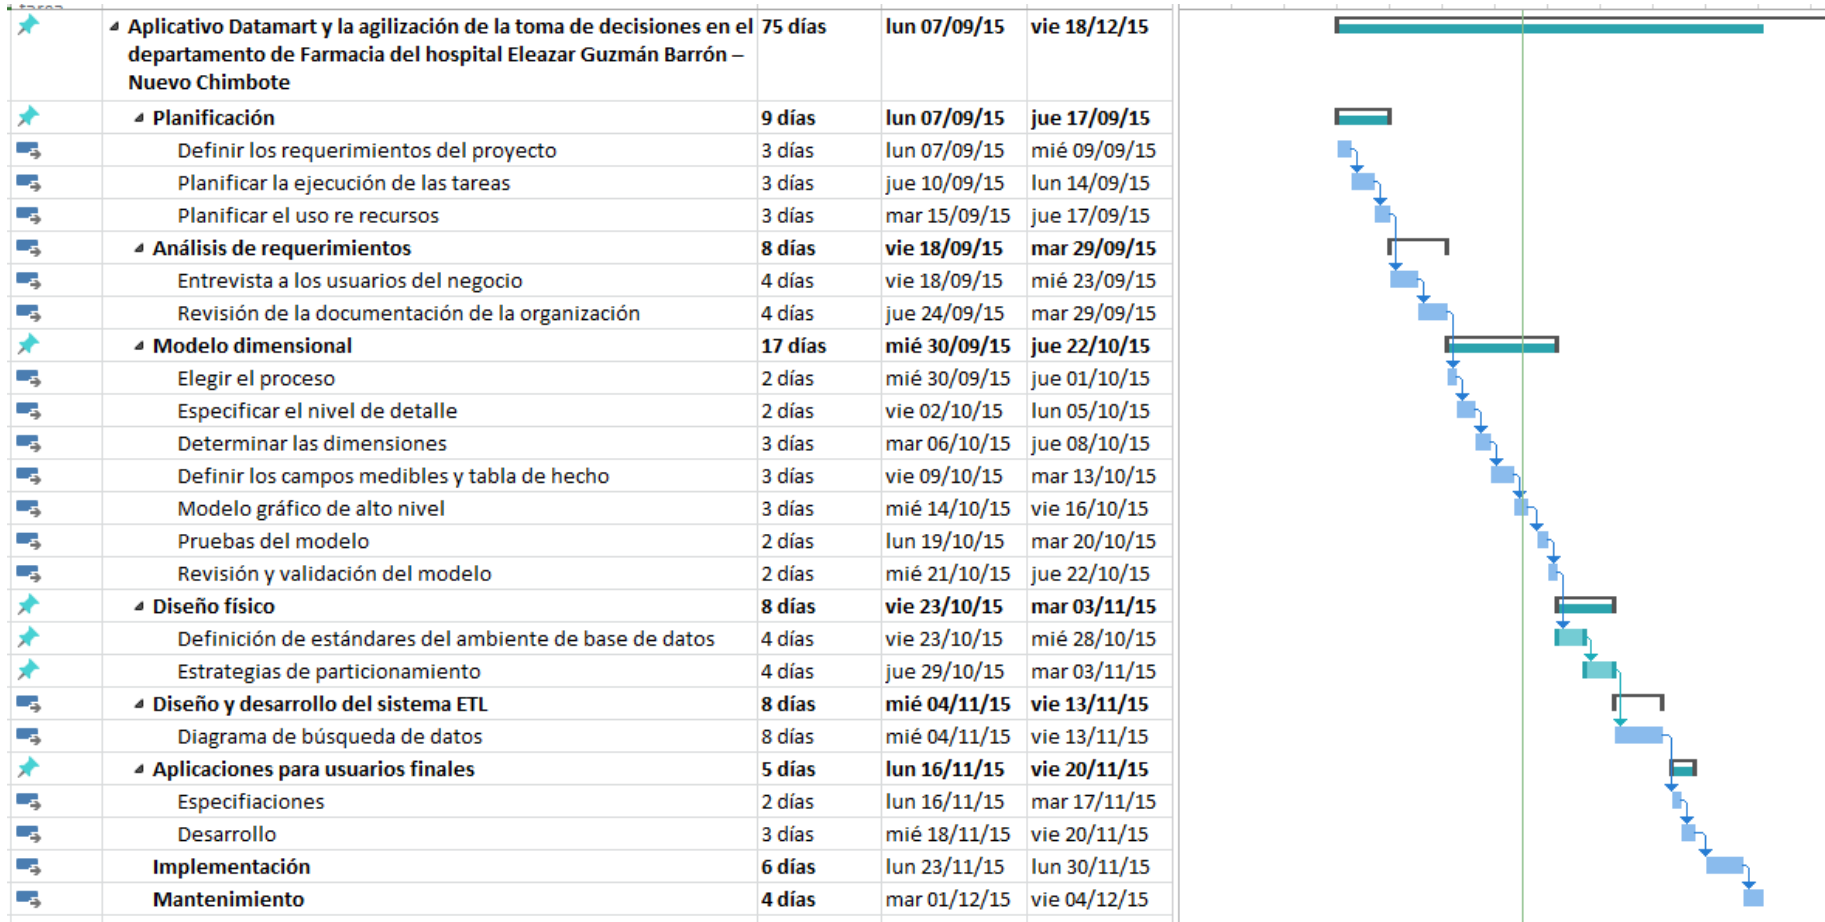 tarea
Aplicativo Datamart y la agilización de la toma de decisiones en el 75 días lun 07/09/15 vie 18/12/15
departamento de Farmacia del hospital Eleazar Guzmán Barrón –
Nuevo Chimbote
Planificación 9 días lun 07/09/15 jue 17/09/15
Definir los requerimientos del proyecto 3 días lun 07/09/15 mié 09/09/15
Planificar la ejecución de las tareas 3 días jue 10/09/15 lun 14/09/15
Planificar el uso re recursos 3 días mar 15/09/15 jue 17/09/15
Análisis de requerimientos 8 días vie 18/09/15 mar 29/09/15
Entrevista a los usuarios del negocio 4 días vie 18/09/15 mié 23/09/15
Revisión de la documentación de la organización 4 días jue 24/09/15 mar 29/09/15
Modelo dimensional 17 días mié 30/09/15 jue 22/10/15
Elegir el proceso 2 días mié 30/09/15 jue 01/10/15
Especificar el nivel de detalle 2 días vie 02/10/15 lun 05/10/15
Determinar las dimensiones 3 días mar 06/10/15 jue 08/10/15
Definir los campos medibles y tabla de hecho 3 días vie 09/10/15 mar 13/10/15
Modelo gráfico de alto nivel 3 días mié 14/10/15 vie 16/10/15
Pruebas del modelo 2 días lun 19/10/15 mar 20/10/15
Revisión y validación del modelo 2 días mié 21/10/15 jue 22/10/15
Diseño físico 8 días vie 23/10/15 mar 03/11/15
Definición de estándares del ambiente de base de datos 4 días vie 23/10/15 mié 28/10/15
Estrategias de particionamiento 4 días jue 29/10/15 mar 03/11/15
Diseño y desarrollo del sistema ETL 8 días mié 04/11/15 vie 13/11/15
Diagrama de búsqueda de datos 8 días mié 04/11/15 vie 13/11/15
Aplicaciones para usuarios finales 5 días lun 16/11/15 vie 20/11/15
Especifiaciones 2 días lun 16/11/15 mar 17/11/15
Desarrollo 3 días mié 18/11/15 vie 20/11/15
Implementación 6 días lun 23/11/15 lun 30/11/15
Mantenimiento 4 días mar 01/12/15 vie 04/12/15